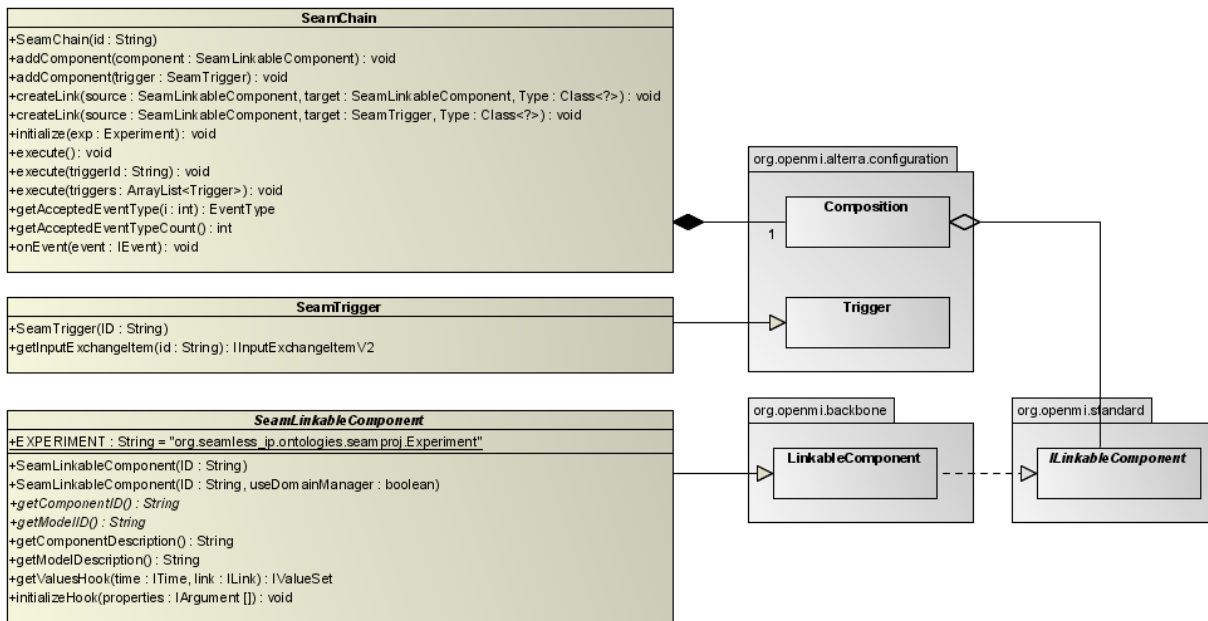 SeamChain
+SeamChain(id : String)
+addComponent(component : SeamLinkableComponent) : void
+addComponent(trigger : SeamTrigger) : void
+createLink(source : SeamLinkableComponent, target : SeamLinkableComponent, Type : Class<?>) : void
+createLink(source : SeamLinkableComponent, target : SeamTrigger, Type : Class<?>) : void
+initialize(exp : Experiment) : void
+execute() : void
+execute(triggerId : String) : void
+execute(triggers : ArrayList<Trigger>) : void
+getAcceptedEventType(i : int) : EventType
+getAcceptedEventTypeCount() : int
+onEvent(event : IEvent) : void
org.openmi.alterra.configuration
Composition
1
Trigger
SeamTrigger
+SeamTrigger(ID : String)
+getInputExchangeItem(id : String) : IInputExchangeItemV2
SeamLinkableComponent
+EXPERIMENT : String = "org.seamless_ip.ontologies.seamproj.Experiment"
+SeamLinkableComponent(ID : String)
+SeamLinkableComponent(ID : String, useDomainManager : boolean)
+getComponentID() : String
+getModelID() : String
+getComponentDescription() : String
+getModelDescription() : String
+getValuesHook(time : ITime, link : ILink) : IValueSet
+initializeHook(properties : IArgument []) : void
org.openmi.backbone
LinkableComponent
org.openmi.standard
ILinkableComponent